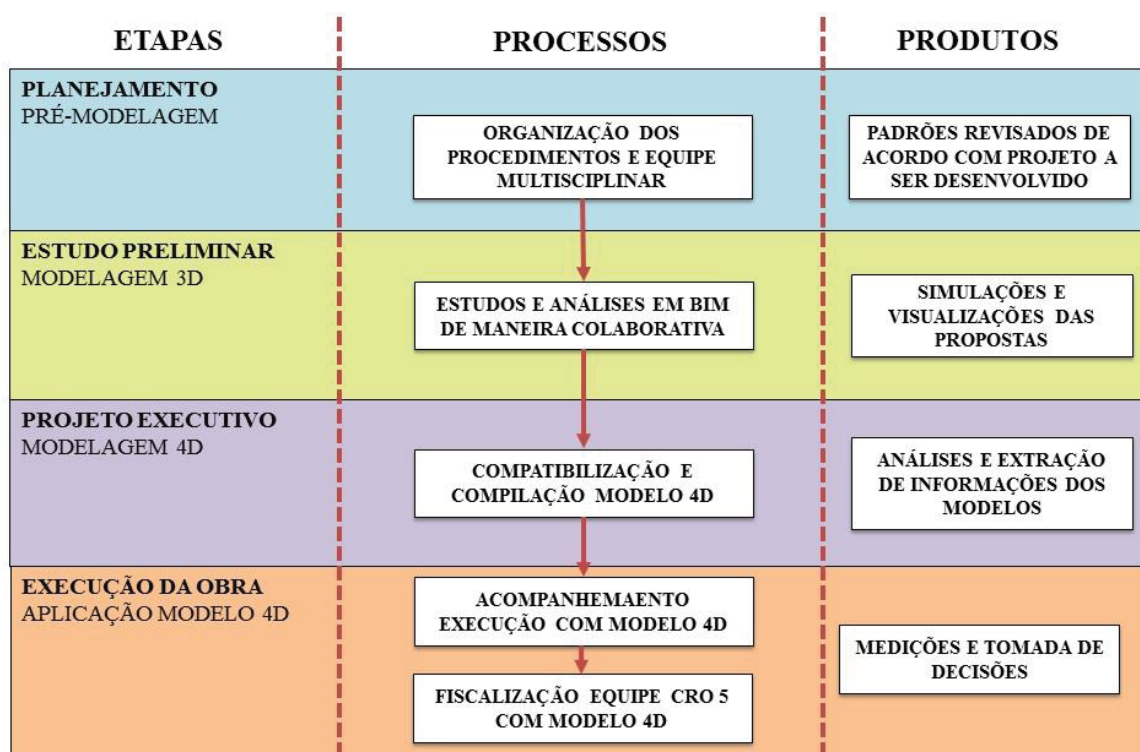 ETAPAS
PROCESSOS
PRODUTOS
PLANEJAMENTO
PRÉ-MODELAGEM
ORGANIZAÇÃO DOS
PROCEDIMENTOS E EQUIPE
MULTISCIPLINAR
PADRÕES REVISADOS DE
ACORDO COM PROJETO A
SER DESENVOLVIDO
ESTUDO PRELIMINAR
MODELAGEM 3D
ESTUDOS E ANÁLISES EM BIM
DE MANEIRA COLABORATIVA
SIMULAÇÕES E
VISUALIZAÇÕES DAS
PROPOSTAS
PROJETO EXECUTIVO
MODELAGEM 4D
COMPATIBILIZAÇÃO E
COMPILAÇÃO MODELO 4D
ANÁLISES E EXTRAÇÃO
DE INFORMAÇÕES DOS
MODELOS
EXECUÇÃO DA OBRA
APLICAÇÃO MODELO 4D
ACOMPANHEMAENTO
EXECUÇÃO COM MODELO 4D
FISCALIZAÇÃO EQUIPE CRO 5
COM MODELO 4D
MEDIÇÕES E TOMADA DE
DECISÕES